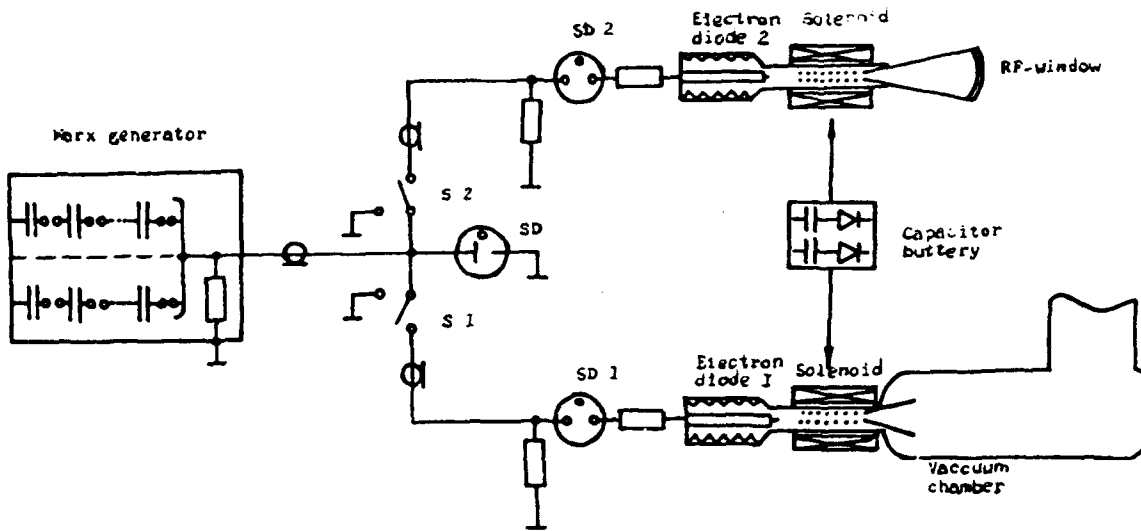 SD 2
Electron
diode 2
Solenoid
RF-window
Marx generator
S 2
SD
Capacitor
buttery
S 1
SD 1
Electron
diode I
Solenoid
Vaccuum
chamber